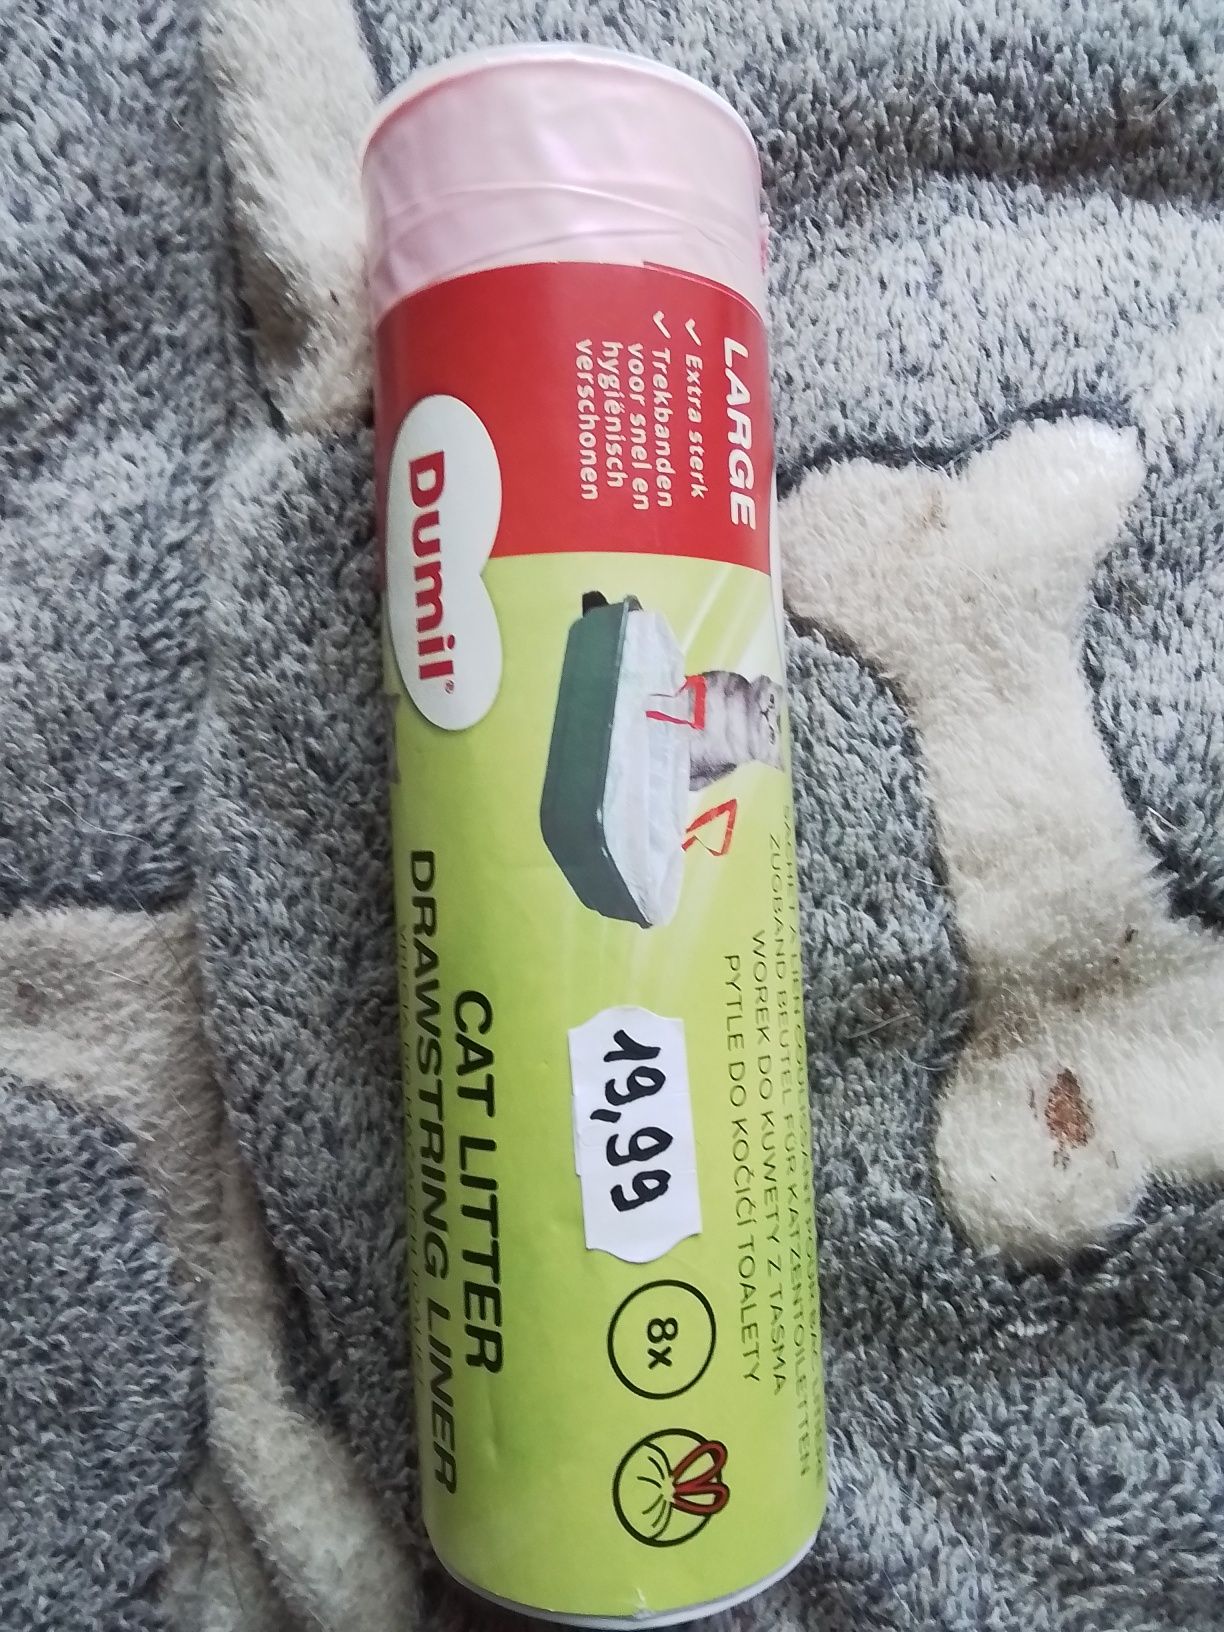 LARGE
✓ Extra sterk
✓ Trekbanden
voor snel en
hygiënisch
verschonen
Dumil®
ZUGBAND BEUTEL FÜR KATZENTOILETTEN
WOREK DO KUWETY Z TASMA
PYTLE DO KOČIČÍ TOALETY
19,99
8x
CAT LITTER
DRAWSTRING LINER